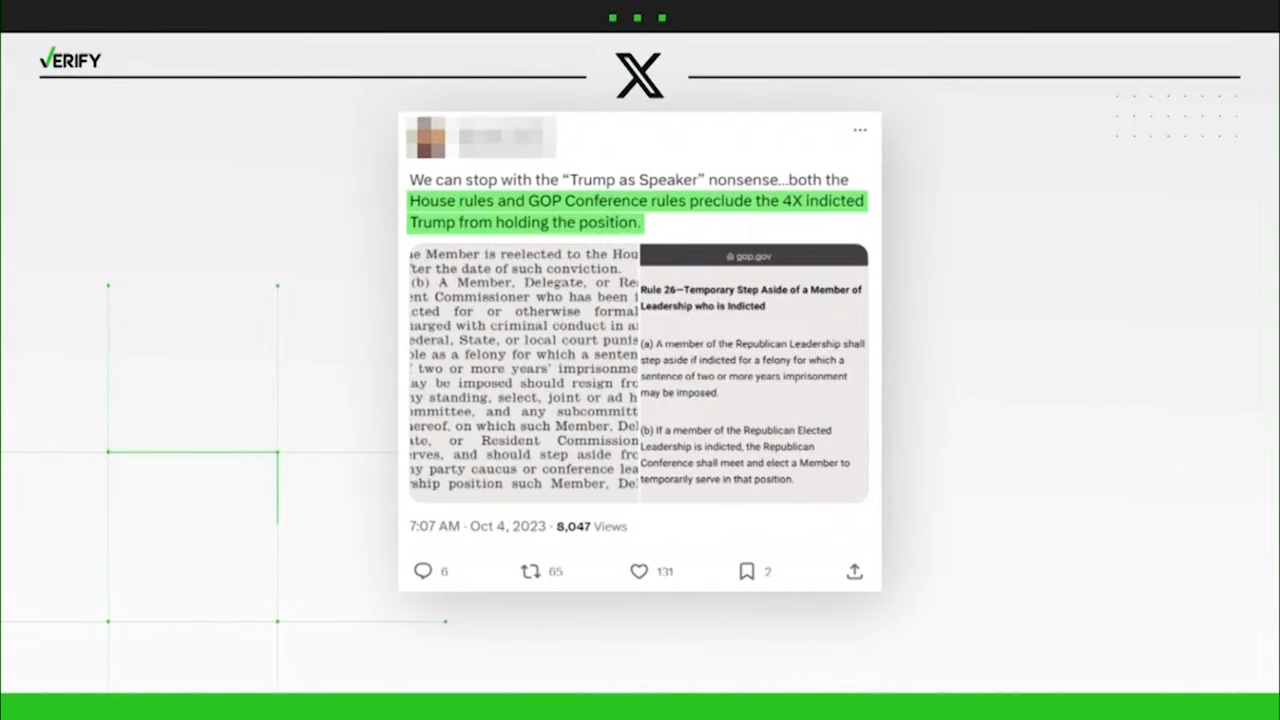 VERIFY
X
We can stop with the “Trump as Speaker” nonsense...both the
House rules and GOP Conference rules preclude the 4X indicted
Trump from holding the position.
e Member is reelected to the Hou
ter the date of such conviction.
(b) A Member, Delegate, or Re
nt Commissioner who has been i
cted for or otherwise formal
harged with criminal conduct in a
ederal, State, or local court punis
le as a felony for which a senten
two or more years’ imprisonme
ay be imposed should resign fro
y standing, select, joint or ad h
ommittee, and any subcommitt
ereof, on which such Member, Del
te, or Resident Commission
rves, and should step aside fro
y party caucus or conference lea
ship position such Member, De
gop.gov
Rule 26—Temporary Step Aside of a Member of
Leadership who is Indicted
(a) A member of the Republican Leadership shall
step aside if indicted for a felony for which a
sentence of two or more years imprisonment
may be imposed.
(b) If a member of the Republican Elected
Leadership is indicted, the Republican
Conference shall meet and elect a Member to
temporarily serve in that position.
7:07 AM · Oct 4, 2023 · 8,047 Views
6 65 131 2